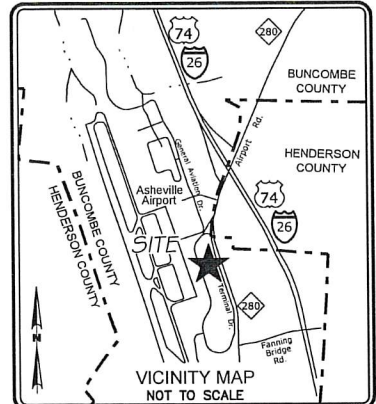 74
280
26
BUNCOMBE
COUNTY
Airport Rd.
HENDERSON
COUNTY
General Aviation Dr.
Asheville
Airport
BUNCOMBE COUNTY
HENDERSON COUNTY
74
26
SITE
Terminal Dr.
280
Fanning
Bridge
Rd.
N
VICINITY MAP
NOT TO SCALE